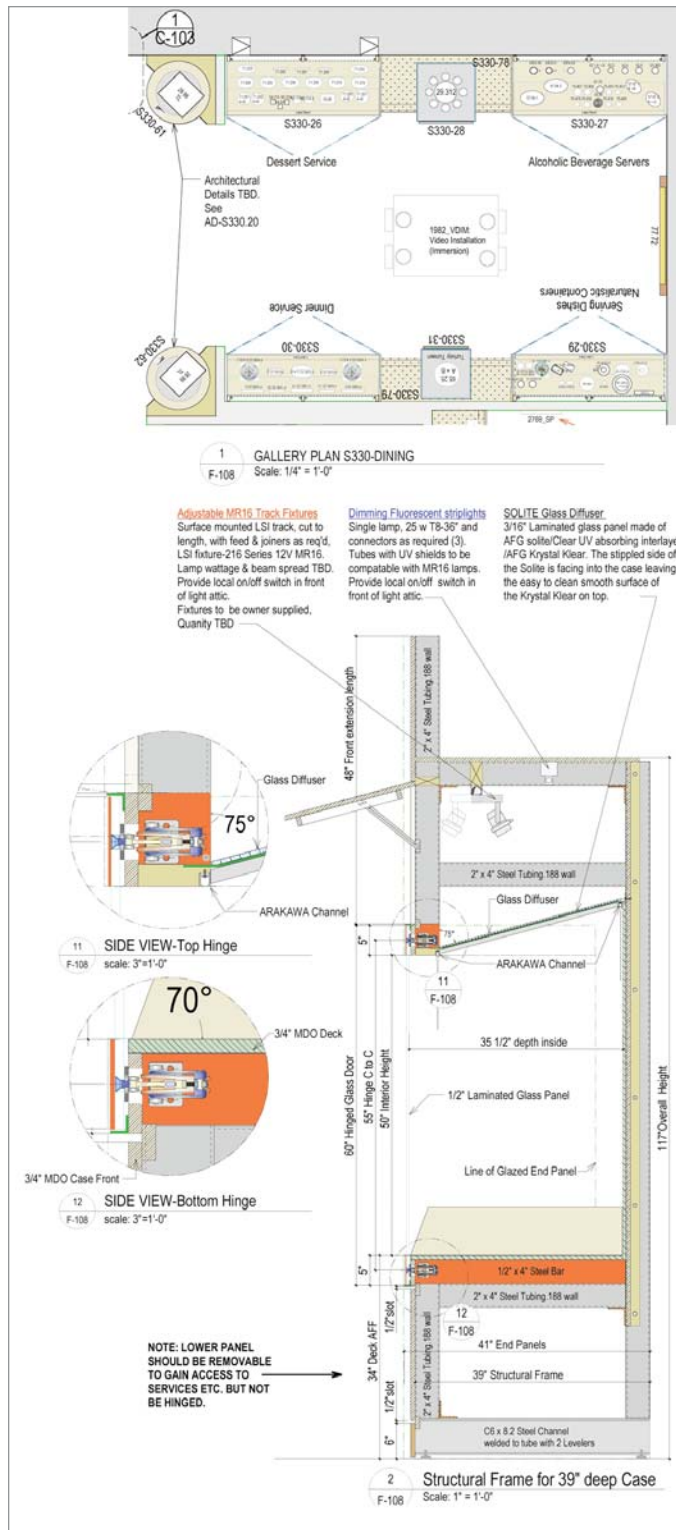 1
C-103
S330-61
S330-26
S330-28
S330-78
S330-27
29.312
Dessert Service
Alcoholic Beverage Servers
Architectural
Details TBD.
See
AD-S330.20
1982_VDIM:
Video Installation
(Immersion)
77.72
Dinner Service
Serving Dishes
Naturalistic Containers
S330-62
S330-30
S330-31
S330-29
Turkey Tureen
65.25
A + B
S330-79
2789_SP
1
F-108
GALLERY PLAN S330-DINING
Scale: 1/4" = 1'-0"
Adjustable MR16 Track Fixtures
Surface mounted LSI track, cut to
length, with feed & joiners as req'd,
LSI fixture-216 Series 12V MR16.
Lamp wattage & beam spread TBD.
Provide local on/off switch in front
of light attic.
Fixtures to be owner supplied,
Quanity TBD
Dimming Fluorescent striplights
Single lamp, 25 w T8-36" and
connectors as required (3).
Tubes with UV shields to be
compatable with MR16 lamps.
Provide local on/off switch in
front of light attic.
SOLITE Glass Diffuser
3/16" Laminated glass panel made of
AFG solite/Clear UV absorbing interlaye
/AFG Krystal Klear. The stippled side of
the Solite is facing into the case leaving
the easy to clean smooth surface of
the Krystal Klear on top.
48" Front extension length
2" x 4" Steel Tubing.188 wall
Glass Diffuser
75°
ARAKAWA Channel
11
F-108
SIDE VIEW-Top Hinge
scale: 3"=1'-0"
2" x 4" Steel Tubing.188 wall
Glass Diffuser
75°
5"
ARAKAWA Channel
11
F-108
70°
3/4" MDO Deck
3/4" MDO Case Front
12
F-108
SIDE VIEW-Bottom Hinge
scale: 3"=1'-0"
60" Hinged Glass Door
55" Hinge C to C
50" Interior Height
35 1/2" depth inside
1/2" Laminated Glass Panel
Line of Glazed End Panel
117"Overall Height
5"
1/2" x 4" Steel Bar
2" x 4" Steel Tubing.188 wall
12
F-108
34" Deck AFF
1/2"slot
1/2"slot
6"
2" x 4" Steel Tubing.188 wall
41" End Panels
39" Structural Frame
C6 x 8.2 Steel Channel
welded to tube with 2 Levelers
NOTE: LOWER PANEL
SHOULD BE REMOVABLE
TO GAIN ACCESS TO
SERVICES ETC. BUT NOT
BE HINGED.
2
F-108
Structural Frame for 39" deep Case
Scale: 1" = 1'-0"